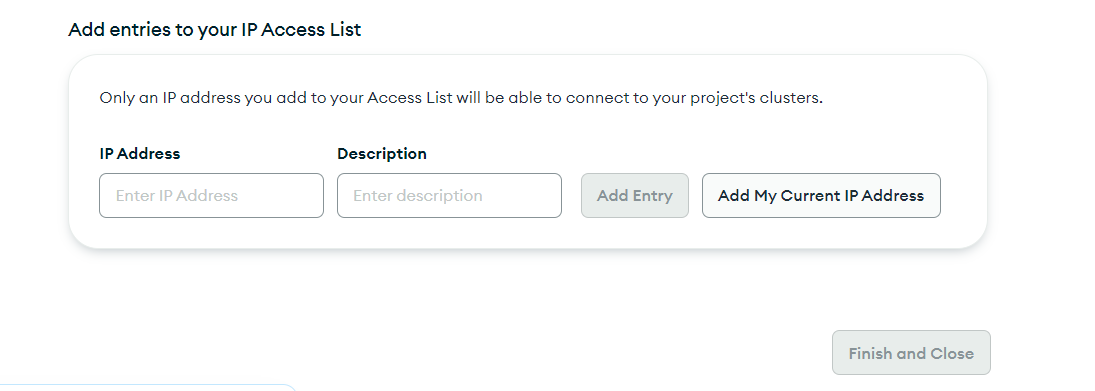 Add entries to your IP Access List
Only an IP address you add to your Access List will be able to connect to your project's clusters.
IP Address Description
Enter IP Address Enter description Add Entry Add My Current IP Address
Finish and Close